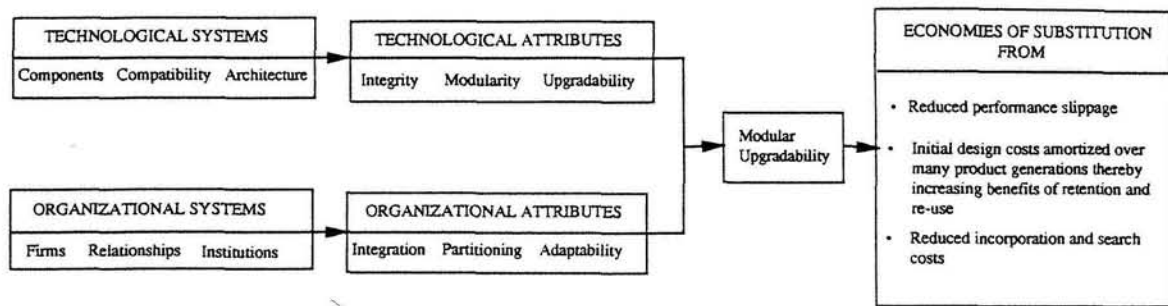 TECHNOLOGICAL SYSTEMS
Components Compatibility Architecture
TECHNOLOGICAL ATTRIBUTES
Integrity Modularity Upgradability
ORGANIZATIONAL SYSTEMS
Firms Relationships Institutions
ORGANIZATIONAL ATTRIBUTES
Integration Partitioning Adaptability
Modular
Upgradability
ECONOMIES OF SUBSTITUTION
FROM
• Reduced performance slippage
• Initial design costs amortized over
many product generations thereby
increasing benefits of retention and
re-use
• Reduced incorporation and search
costs